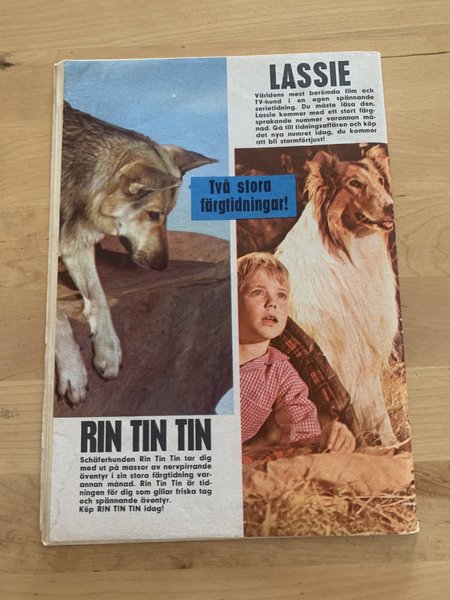 LASSIE
Världens mest berömda film och
TV-hund i en egen spännande
serietidning. Du måste läsa den.
Lassie kommer med ett stort färg-
sprakande nummer varannan må-
nad. Gå till tidningsaffären och köp
det nya numret idag, du kommer
att bli stormförtjust!
Två stora
färgtidningar!
RIN TIN TIN
Schäferhunden Rin Tin Tin tar dig
med ut på massor av nervpirrande
äventyr i sin stora färgtidning var-
annan månad. Rin Tin Tin är tid-
ningen för dig som gillar friska tag
och spännande äventyr.
Köp RIN TIN TIN idag!